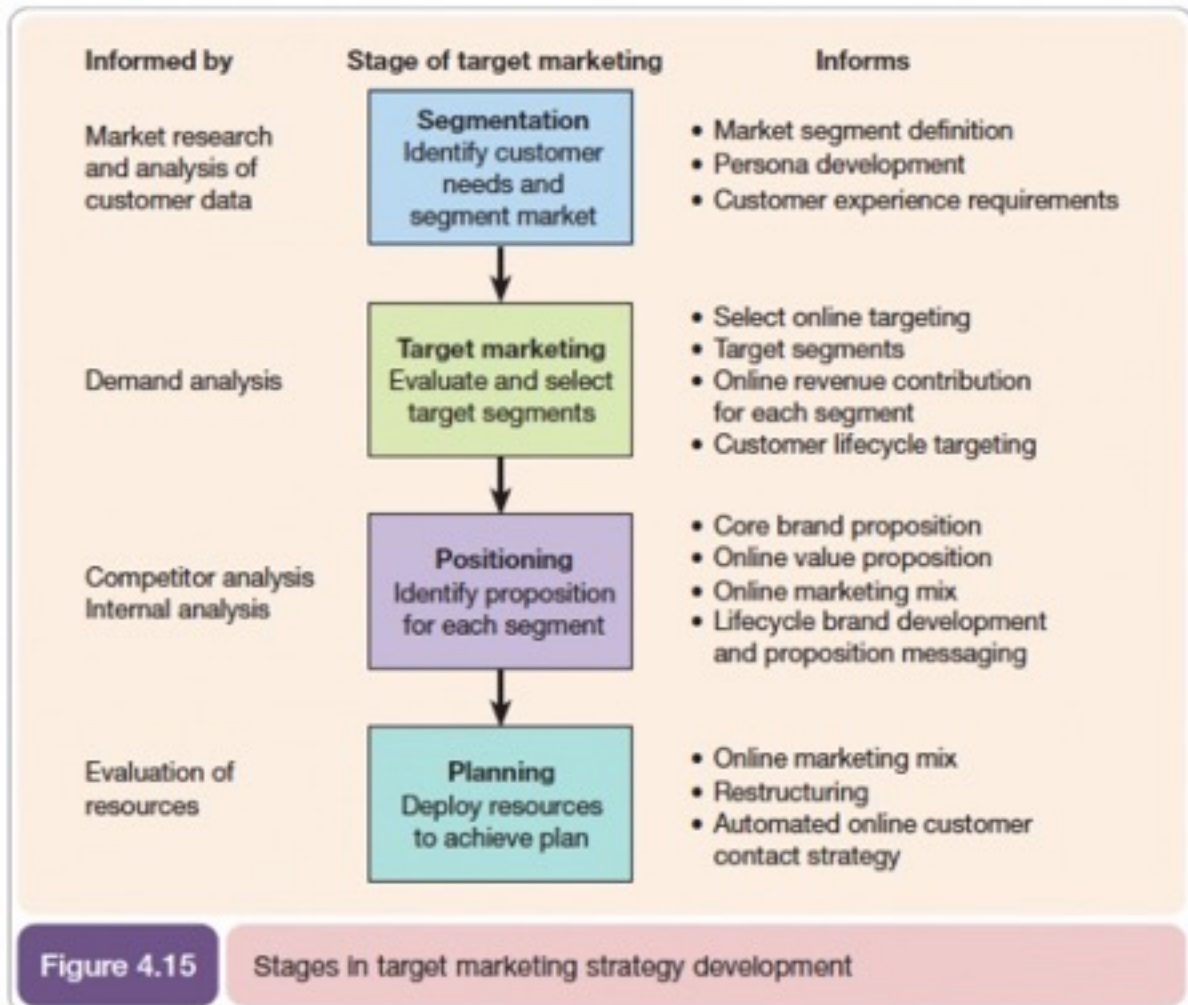 Informed by
Stage of target marketing
Informs
Market research
and analysis of
customer data
Segmentation
Identify customer
needs and
segment market
• Market segment definition
• Persona development
• Customer experience requirements
Demand analysis
Target marketing
Evaluate and select
target segments
• Select online targeting
• Target segments
• Online revenue contribution
for each segment
• Customer lifecycle targeting
Competitor analysis
Internal analysis
Positioning
Identify proposition
for each segment
• Core brand proposition
• Online value proposition
• Online marketing mix
• Lifecycle brand development
and proposition messaging
Evaluation of
resources
Planning
Deploy resources
to achieve plan
• Online marketing mix
• Restructuring
• Automated online customer
contact strategy
Figure 4.15
Stages in target marketing strategy development